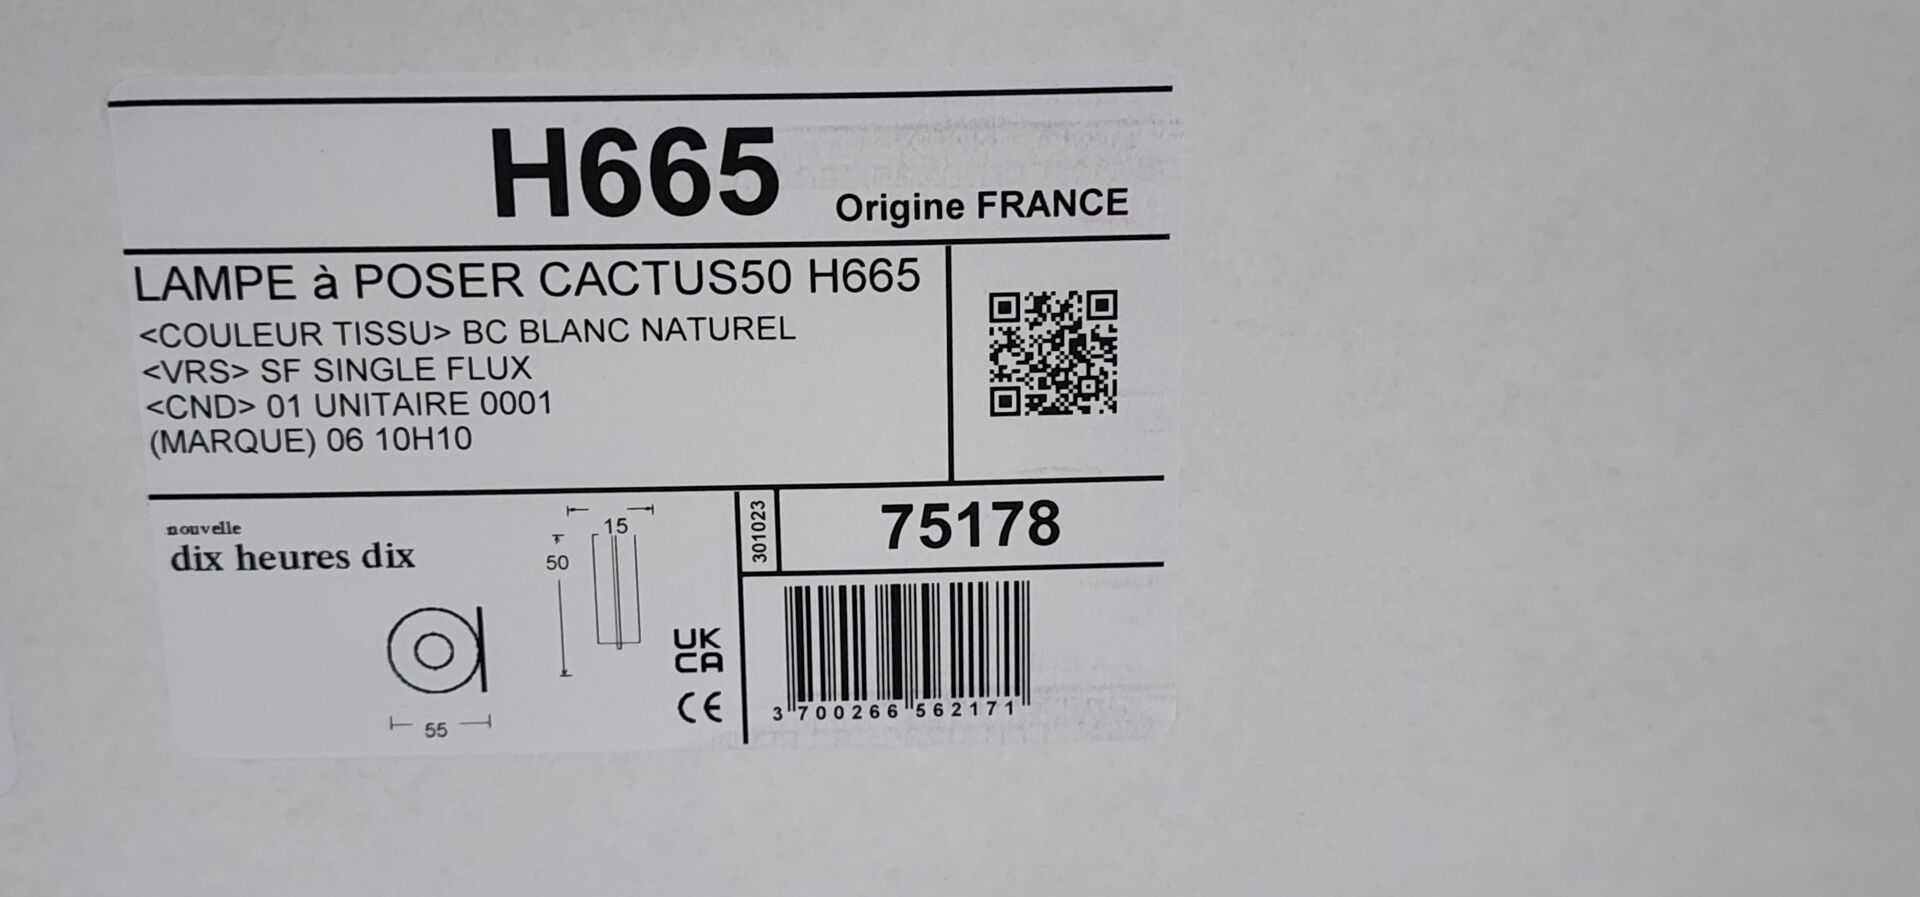 H665
Origine FRANCE
LAMPE à POSER CACTUS50 H665
<COULEUR TISSU> BC BLANC NATUREL
<VRS> SF SINGLE FLUX
<CND> 01 UNITAIRE 0001
(MARQUE) 06 10H10
nouvelle
dix heures dix
15
50
55
UK
CA
CE
301023
75178
3 700266 562171